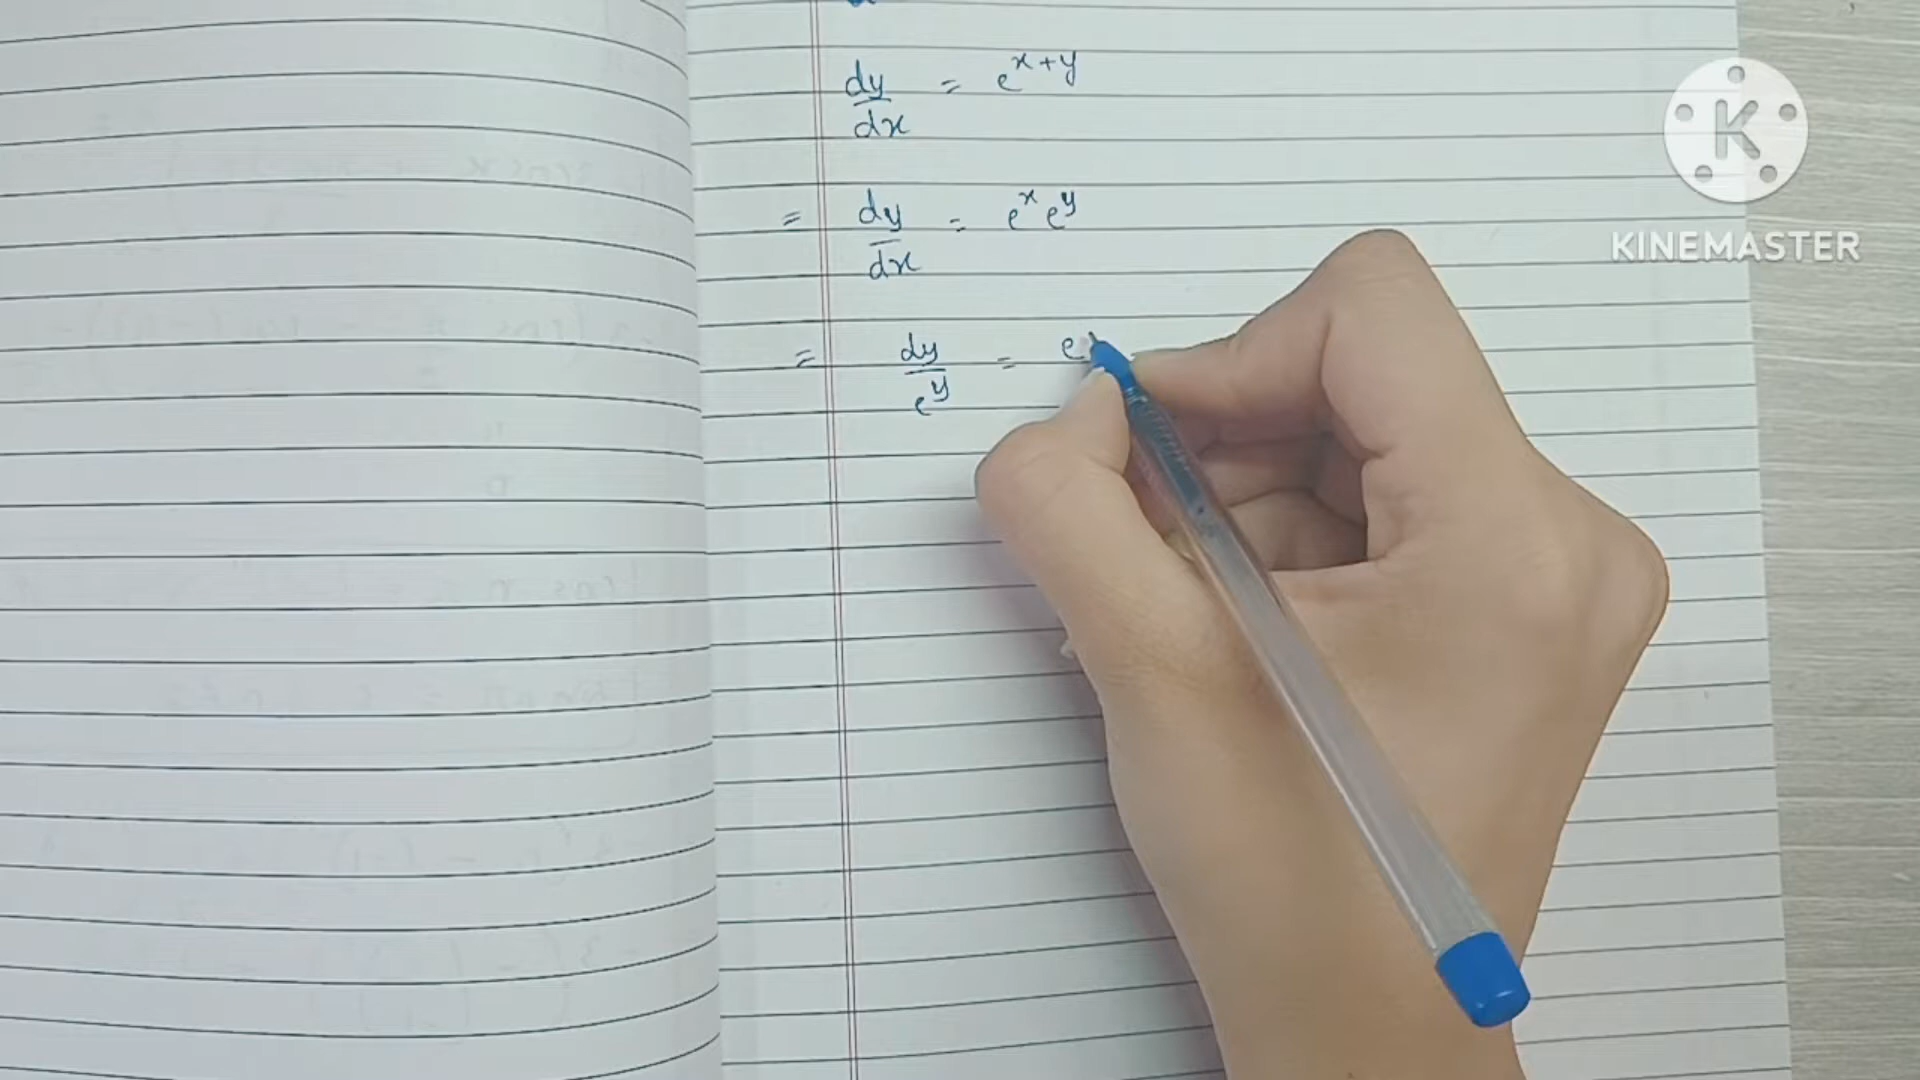 dy/dx = e^x+y
= dy/dx = e^x e^y
= dy/e^y = e
K
KINEMASTER